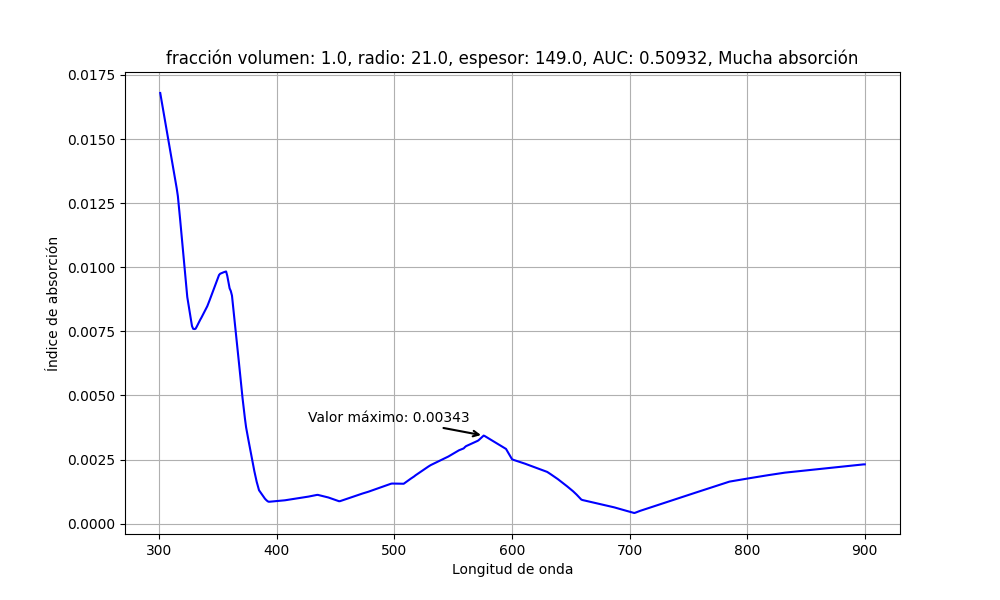 fracción volumen: 1.0, radio: 21.0, espesor: 149.0, AUC: 0.50932, Mucha absorción
0.0175
0.0150
0.0125
0.0100
0.0075
0.0050
0.0025
0.0000
Índice de absorción
Valor máximo: 0.00343
300 400 500 600 700 800 900
Longitud de onda